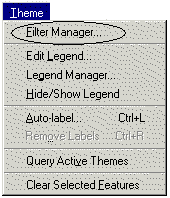 Theme
Filter Manager...
Edit Legend...
Legend Manager...
Hide/Show Legend
Auto-label... Ctrl+L
Remove Labels Ctrl+R
Query Active Themes
Clear Selected Features